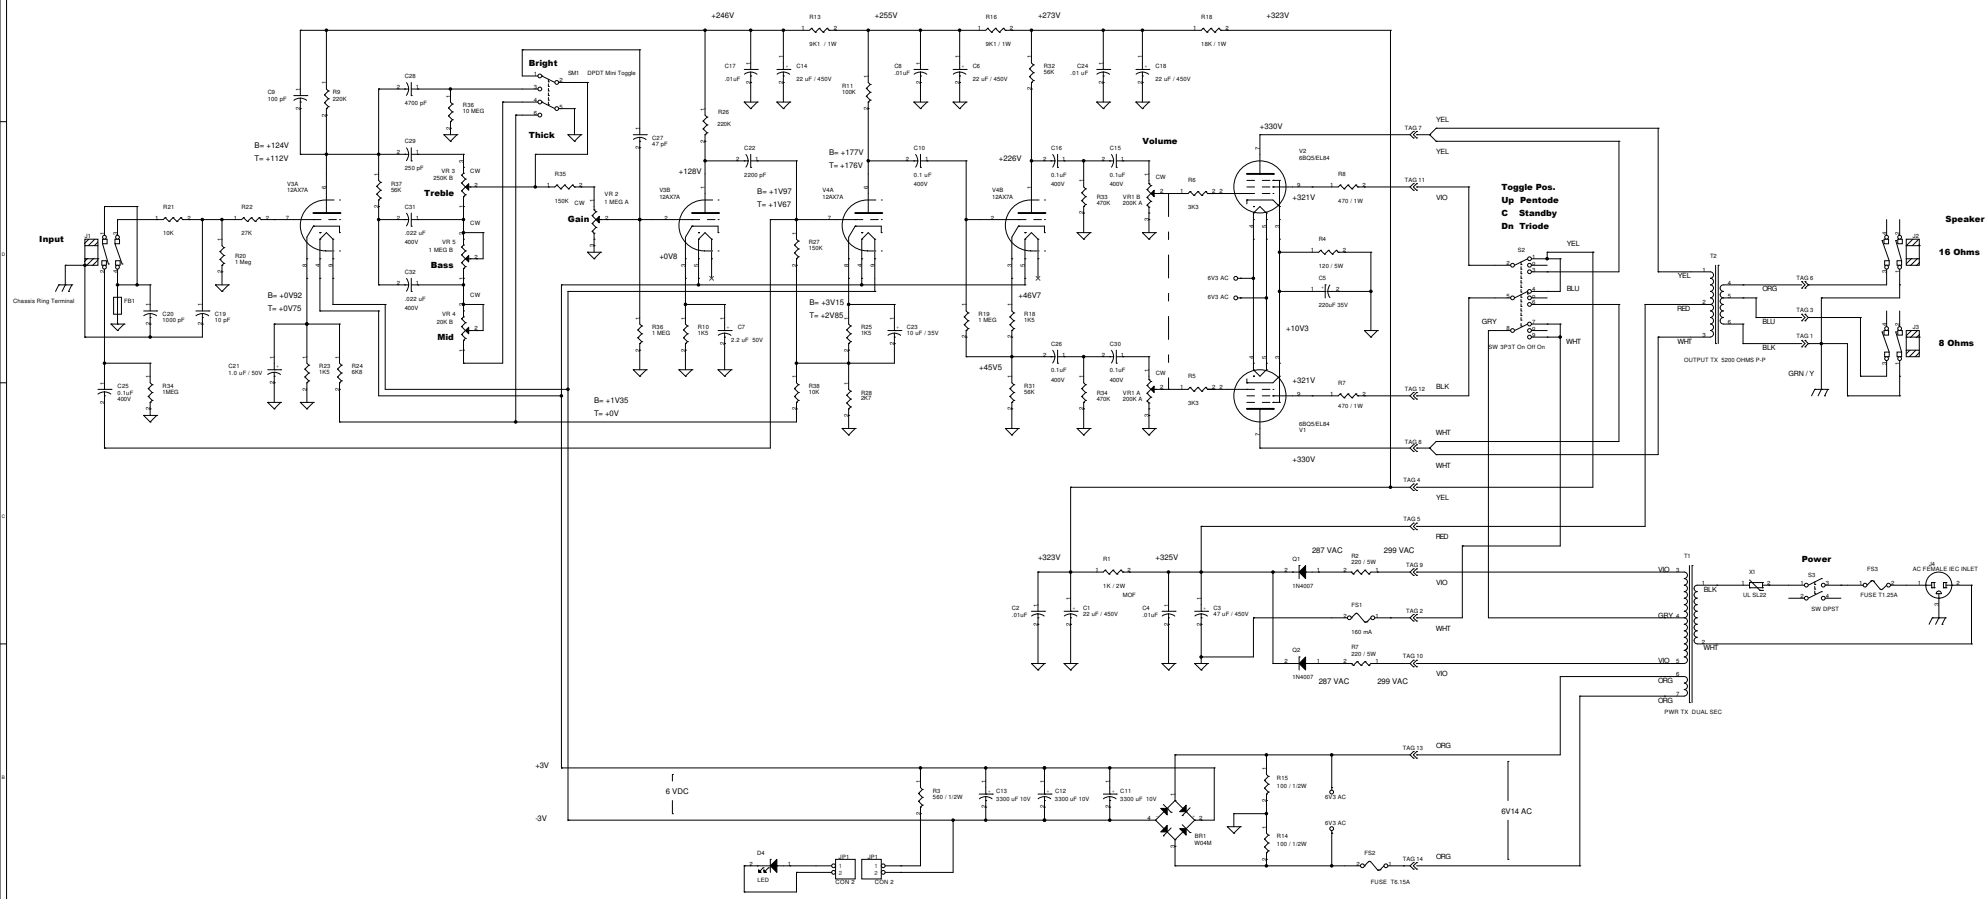 +246V
R13
9K1 / 1W
+255V
R16
9K1 / 1W
+273V
R18
18K / 1W
+323V
C9
100 pF
R9
220K
C28
4700 pF
R36
10 MEG
Bright
SM1 DPDT Mini Toggle
Thick
C17
.01uF
C14
22 uF / 450V
R11
100K
C8
.01uF
C6
22 uF / 450V
R32
56K
C24
.01 uF
C18
22 uF / 450V
R26
220K
C27
47 pF
B= +124V
T= +112V
C29
250 pF
V3A
12AX7A
R37
56K
VR 3
250K B
CW
Treble
R35
150K
VR 2
1 MEG A
CW
Gain
+128V
V3B
12AX7A
C22
2200 pF
B= +1V97
T= +1V67
B= +177V
T= +176V
V4A
12AX7A
C10
0.1 uF
400V
+226V
V4B
12AX7A
C16
0.1uF
400V
C15
0.1uF
400V
Volume
R33
470K
VR1 B
200K A
CW
R6
3K3
+330V
V2
6BQ5/EL84
+321V
R8
470 / 1W
TAG 7
YEL
YEL
TAG 11
VIO
Toggle Pos.
Up Pentode
C Standby
Dn Triode
S2
YEL
BLU
GRY
WHT
SW 3P3T On Off On
Input
J1
Chassis Ring Terminal
FB1
R21
10K
R22
27K
R20
1 Meg
C20
1000 pF
C19
10 pF
C31
.022 uF
400V
VR 5
1 MEG B
CW
Bass
C32
.022 uF
400V
VR 4
20K B
CW
Mid
B= +0V92
T= +0V75
+0V8
R27
150K
B= +3V15
T= +2V85
+46V7
R19
1 MEG
R18
1K5
6V3 AC
6V3 AC
R4
120 / 5W
C5
220uF 35V
+10V3
C21
1.0 uF / 50V
R23
1K5
R24
6K8
C25
0.1uF
400V
R34
1MEG
R36
1 MEG
R10
1K5
C7
2.2 uF 50V
R25
1K5
C23
10 uF / 35V
R38
10K
R28
2K7
B= +1V35
T= +0V
+45V5
C26
0.1uF
400V
C30
0.1uF
400V
R31
56K
R34
470K
VR1 A
200K A
CW
R5
3K3
+321V
R7
470 / 1W
6BQ5/EL84
V1
+330V
TAG 12
BLK
WHT
TAG 8
WHT
TAG 4
YEL
TAG 5
RED
T2
YEL
RED
WHT
OUTPUT TX 5200 OHMS P-P
TAG 6
ORG
TAG 3
BLU
TAG 1
BLK
GRN / Y
Speaker
J2
16 Ohms
J3
8 Ohms
+323V
R1
1K / 2W
MOF
+325V
C2
.01uF
C1
22 uF / 450V
C4
.01uF
C3
47 uF / 450V
Q1
1N4007
287 VAC
R2
220 / 5W
299 VAC
TAG 9
VIO
FS1
160 mA
TAG 2
WHT
Q2
1N4007
R7
220 / 5W
287 VAC
299 VAC
TAG 10
VIO
T1
VIO
GRY
VIO
ORG
ORG
BLK
WHT
PWR TX DUAL SEC
X1
UL SL22
Power
S3
SW DPST
FS3
FUSE T1.25A
J4
AC FEMALE IEC INLET
+3V
6 VDC
-3V
R3
560 / 1/2W
C13
3300 uF 10V
C12
3300 uF 10V
C11
3300 uF 10V
BR1
W04M
R15
100 / 1/2W
R14
100 / 1/2W
6V3 AC
6V3 AC
TAG 13
ORG
6V14 AC
FS2
FUSE T6.15A
TAG 14
ORG
D4
LED
JP1
CON 2
JP1
CON 2